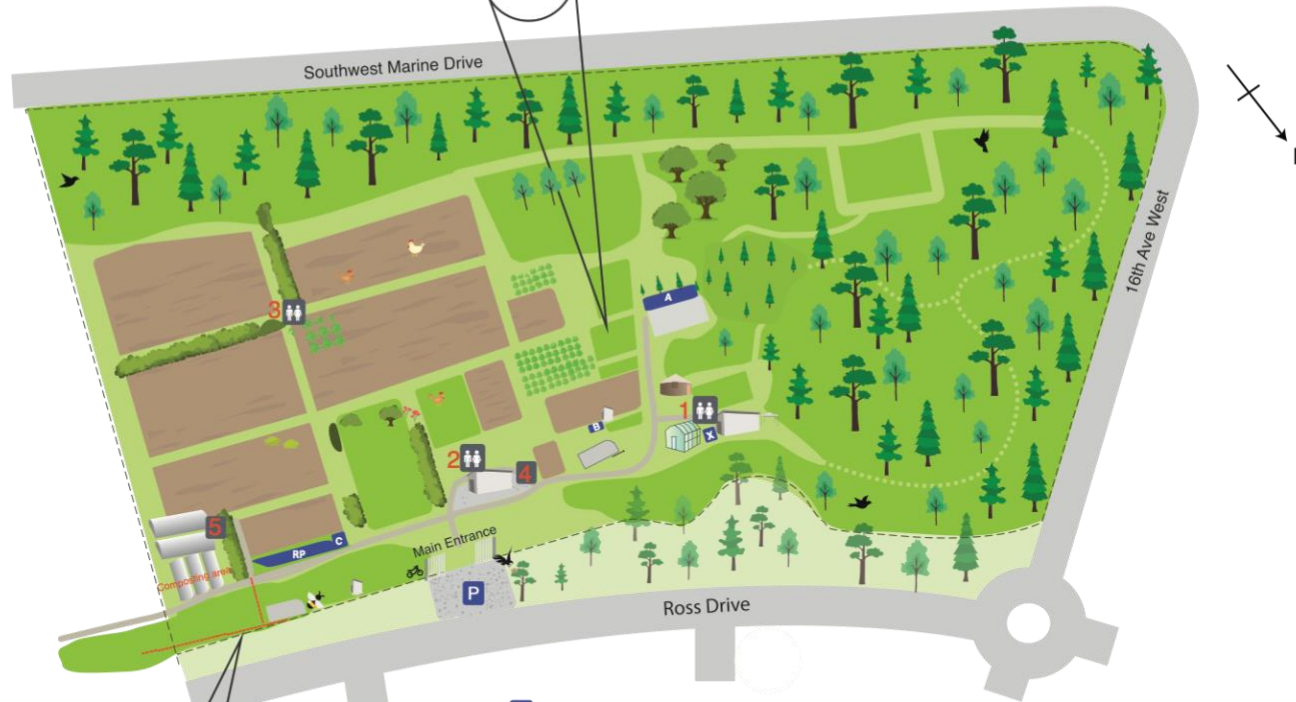 Southwest Marine Drive
16th Ave West
A
3
1
B
X
2
4
5
C
RP
Main Entrance
Composting area
P
Ross Drive